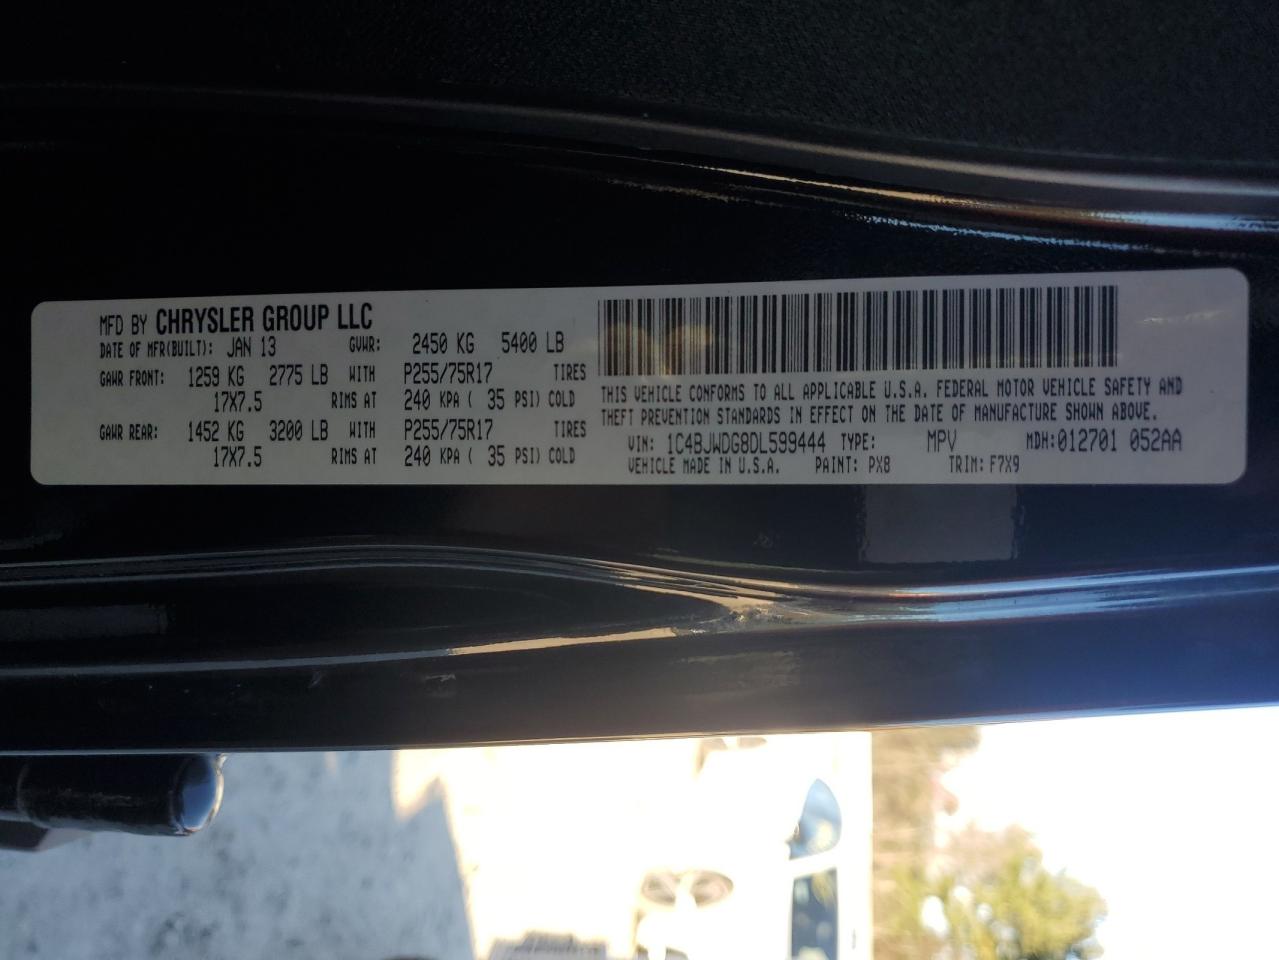 MFD BY CHRYSLER GROUP LLC
DATE OF MFR(BUILT): JAN 13 GVWR: 2450 KG 5400 LB
GAWR FRONT: 1259 KG 2775 LB WITH P255/75R17 TIRES
17X7.5 RIMS AT 240 KPA ( 35 PSI) COLD
GAWR REAR: 1452 KG 3200 LB WITH P255/75R17 TIRES
17X7.5 RIMS AT 240 KPA ( 35 PSI) COLD
THIS VEHICLE CONFORMS TO ALL APPLICABLE U.S.A. FEDERAL MOTOR VEHICLE SAFETY AND
THEFT PREVENTION STANDARDS IN EFFECT ON THE DATE OF MANUFACTURE SHOWN ABOVE.
VIN: 1C4BJWDG8DL599444 TYPE: MPV MDH:012701 052AA
VEHICLE MADE IN U.S.A. PAINT: PX8 TRIM: F7X9